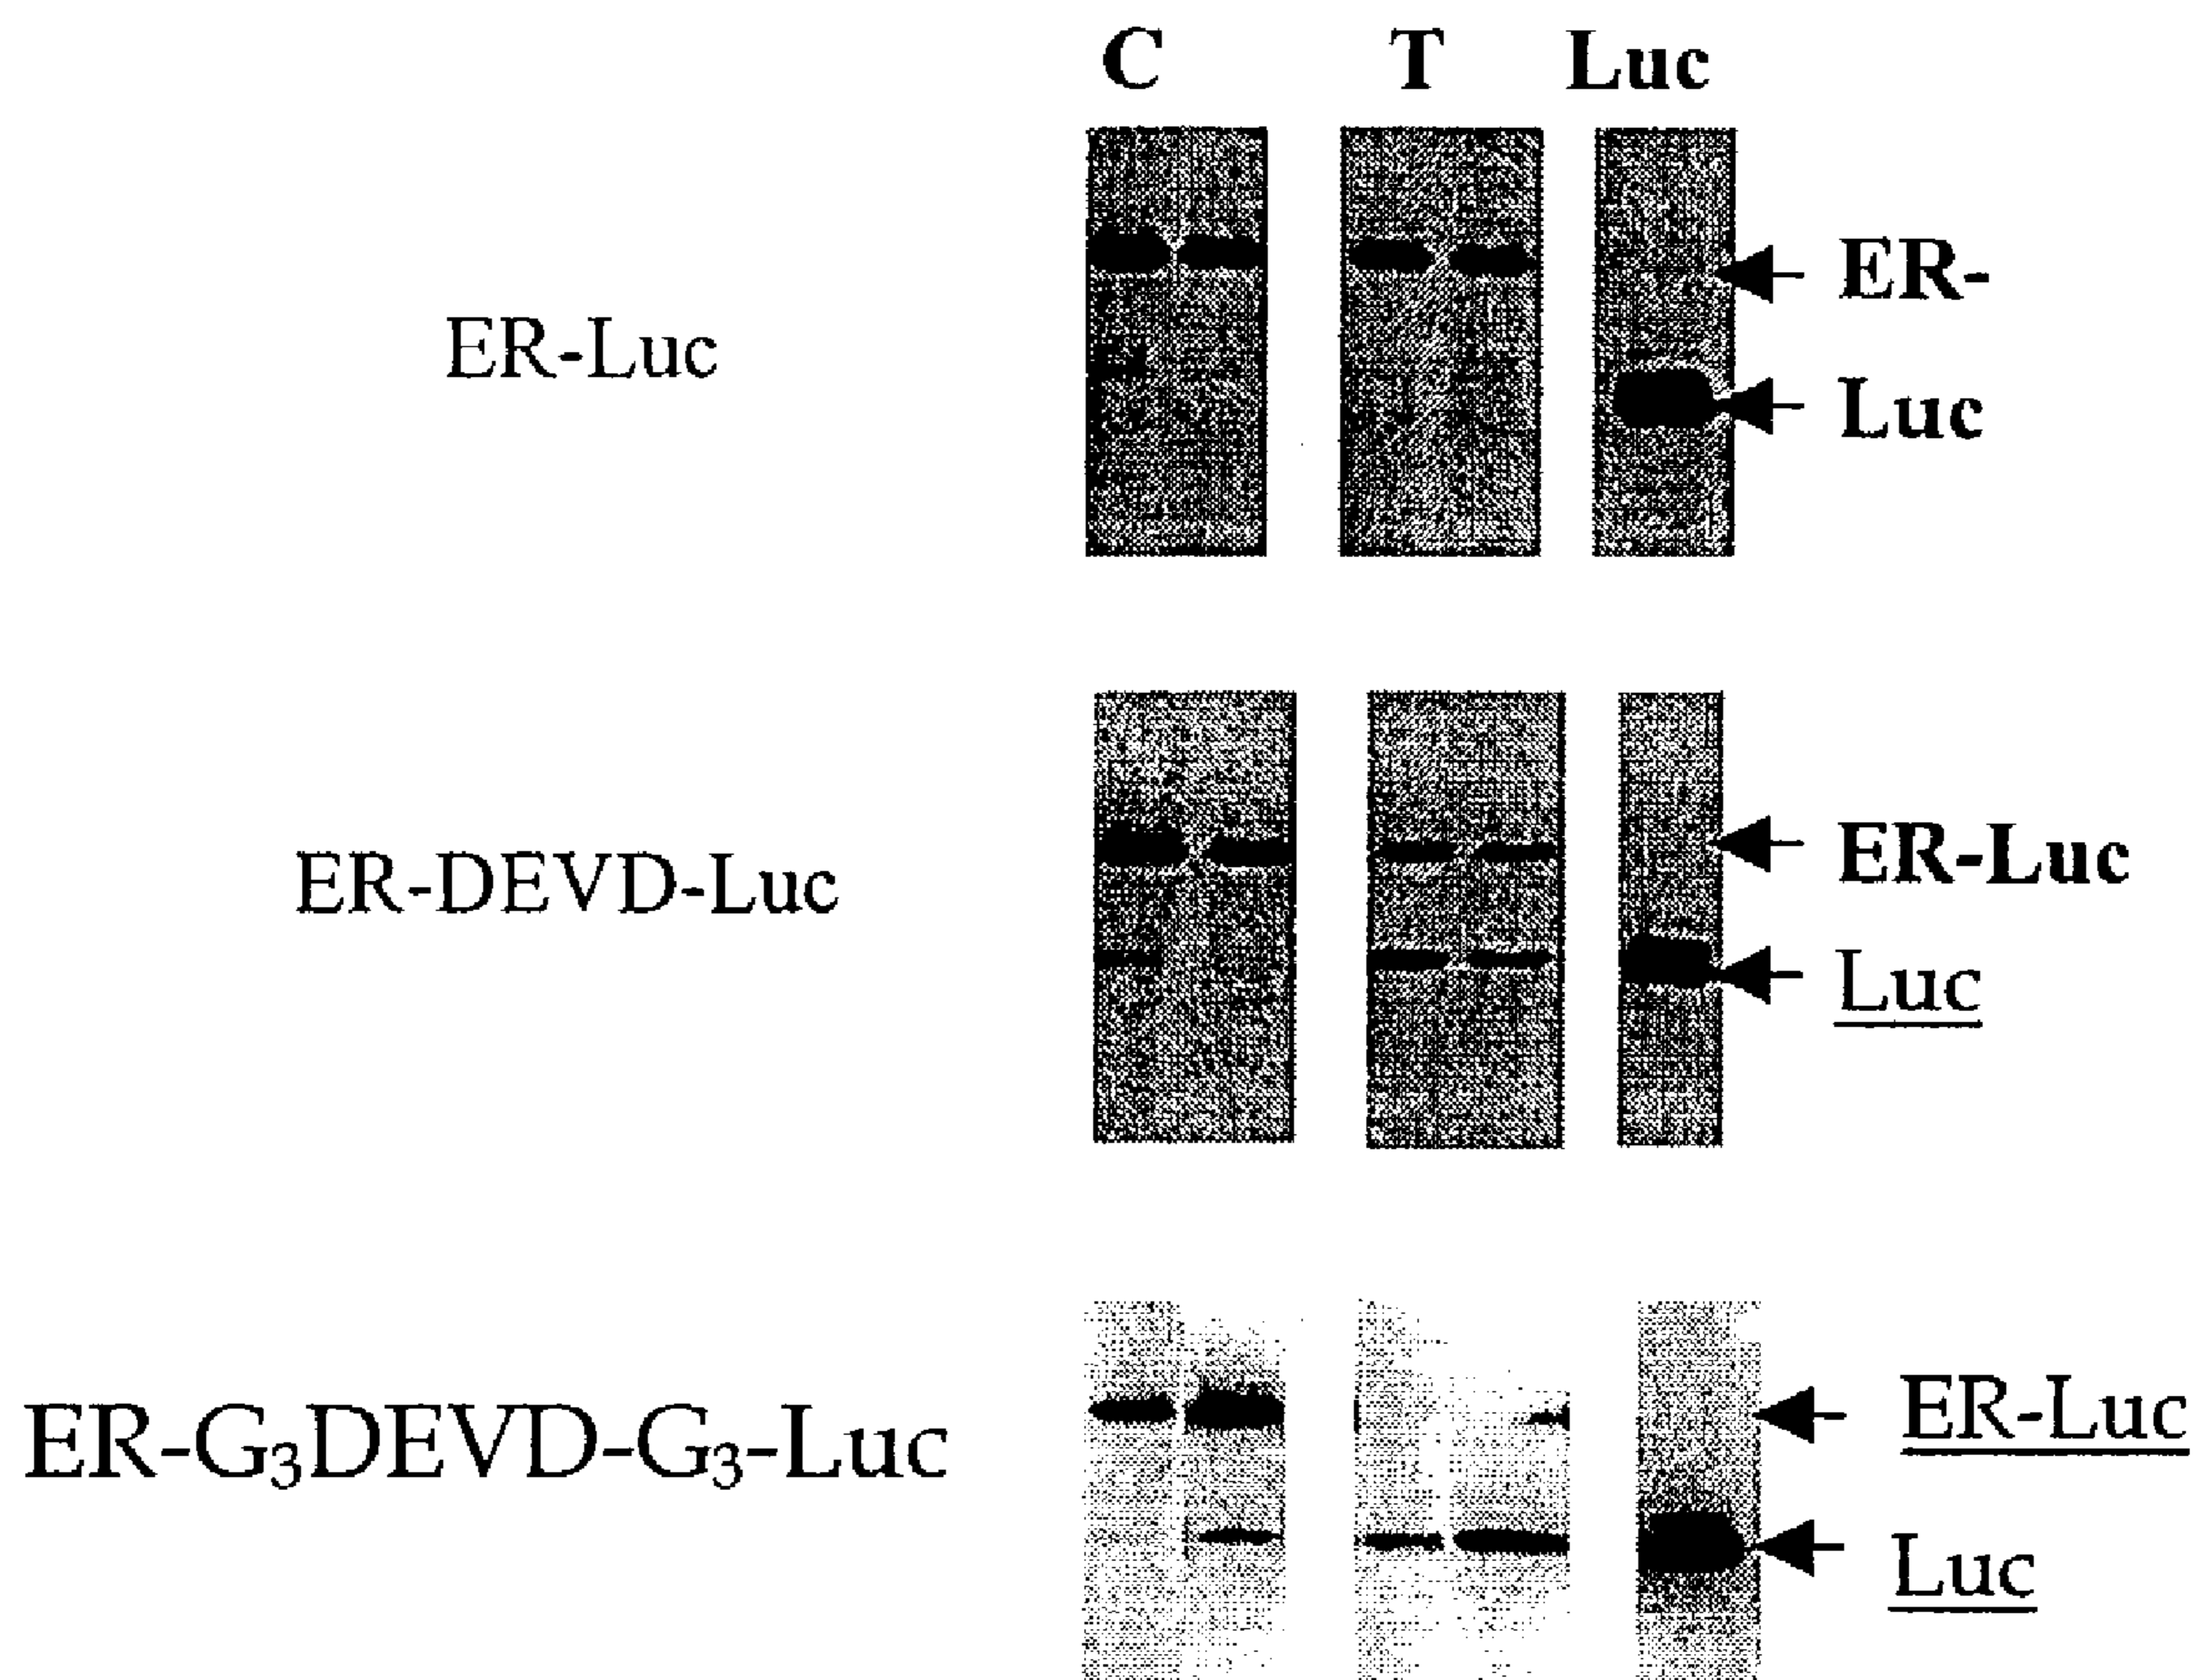 C T Luc
ER-
ER-Luc
Luc
ER-Luc
ER-DEVD-Luc
Luc
ER-Luc
ER-G₃DEVD-G₃-Luc
Luc